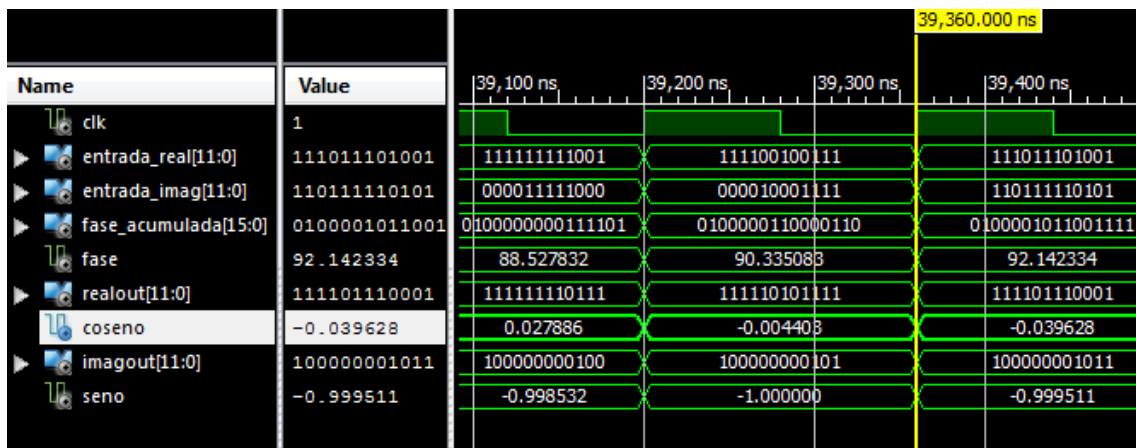 39,360.000 ns
Name Value 39,100 ns 39,200 ns 39,300 ns 39,400 ns
clk 1
entrada_real[11:0] 111011101001 111111111001 111100100111 111011101001
entrada_imag[11:0] 110111110101 000011111000 000010001111 110111110101
fase_acumulada[15:0] 0100001011001 0100000000111101 0100000110000110 0100001011001111
fase 92.142334 88.527832 90.335083 92.142334
realout[11:0] 111101110001 111111110111 111110101111 111101110001
coseno -0.039628 0.027886 -0.004403 -0.039628
imagout[11:0] 100000001011 100000000100 100000000101 100000001011
seno -0.999511 -0.998532 -1.000000 -0.999511